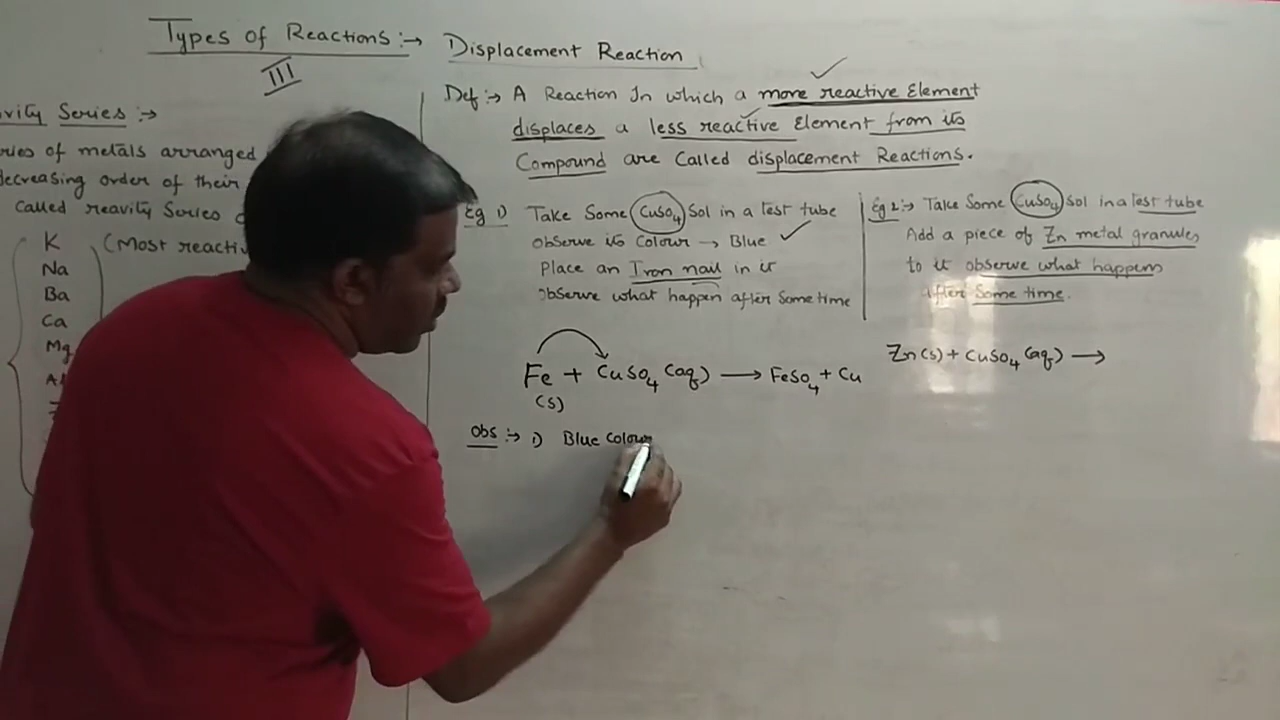 Types of Reactions :→ Displacement Reaction
III
vity Series :→
ries of metals arranged
decreasing order of their
called reavity Series
K (Most reactiv
Na
Ba
Ca
Mg
Def :→ A Reaction In which a more reactive Element
displaces a less reactive Element from its
Compound are Called displacement Reactions.
Eg 1) Take Some CuSO4 Sol in a test tube
observe its Colour → Blue ✓
Place an Iron nail in it
observe what happen after Some time
Fe + CuSO4 (aq) → FeSO4 + Cu
(s)
Obs :→ 1) Blue Colour
Eg 2 :→ Take Some CuSO4 Sol in a test tube
Add a piece of Zn metal granules
to it observe what happens
after Some time.
Zn(s) + CuSO4 (aq) →